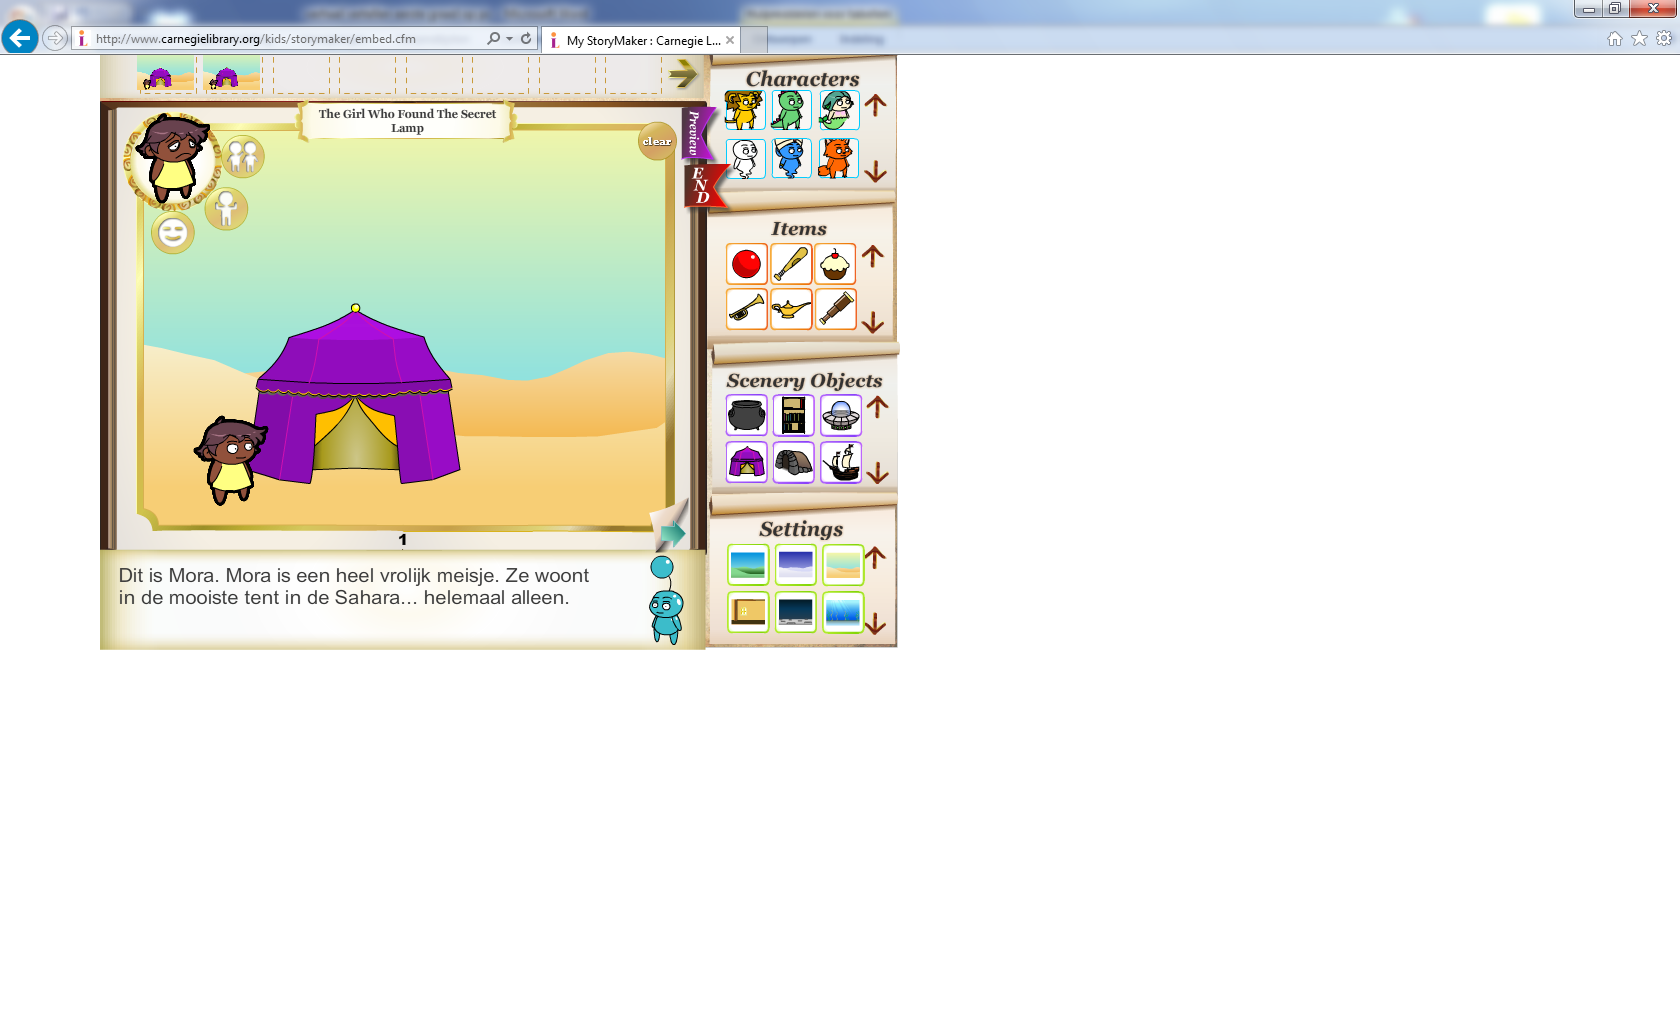 http://www.carnegielibrary.org/kids/storymaker/embed.cfm
My StoryMaker : Carnegie L...
The Girl Who Found The Secret
Lamp
clear
Preview
END
Characters
Items
Scenery Objects
Settings
1
Dit is Mora. Mora is een heel vrolijk meisje. Ze woont
in de mooiste tent in de Sahara... helemaal alleen.